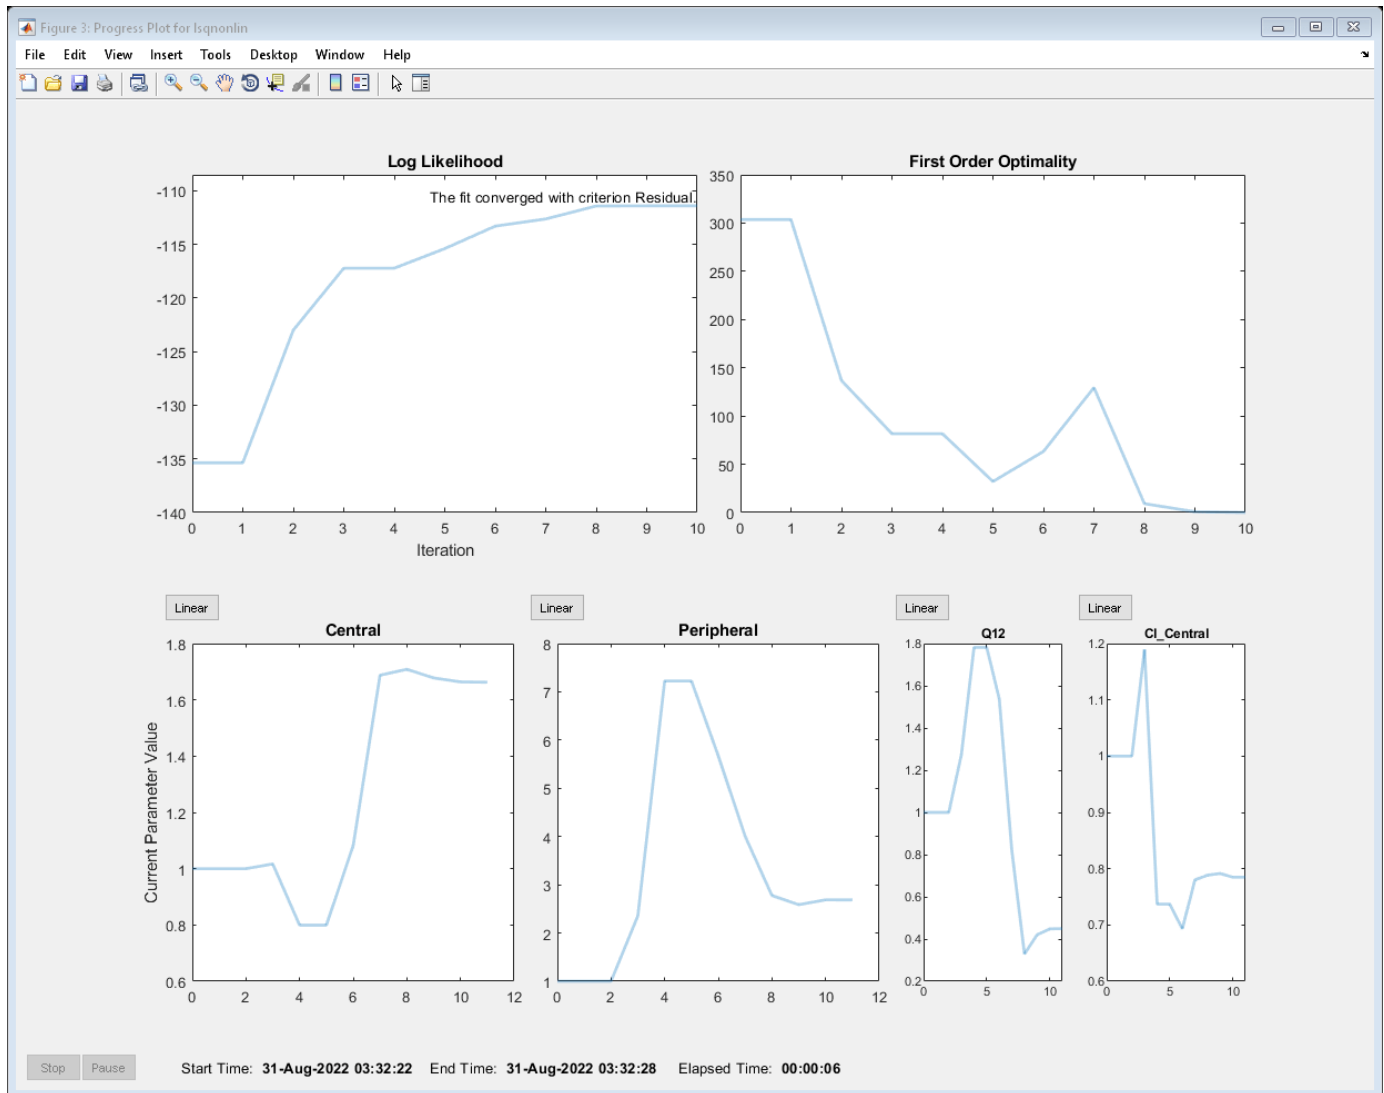 Figure 3: Progress Plot for lsqnonlin
File Edit View Insert Tools Desktop Window Help
Log Likelihood
The fit converged with criterion Residual.
-110
-115
-120
-125
-130
-135
-140
0 1 2 3 4 5 6 7 8 9 10
Iteration
First Order Optimality
350
300
250
200
150
100
50
0
0 1 2 3 4 5 6 7 8 9 10
Linear
Central
Current Parameter Value
1.8
1.6
1.4
1.2
1
0.8
0.6
0 2 4 6 8 10 12
Linear
Peripheral
8
7
6
5
4
3
2
1
0 2 4 6 8 10 12
Linear
Q12
1.8
1.6
1.4
1.2
1
0.8
0.6
0.4
0.2
0 5 10
Linear
Cl_Central
1.2
1.1
1
0.9
0.8
0.7
0.6
0 5 10
Stop Pause Start Time: 31-Aug-2022 03:32:22 End Time: 31-Aug-2022 03:32:28 Elapsed Time: 00:00:06